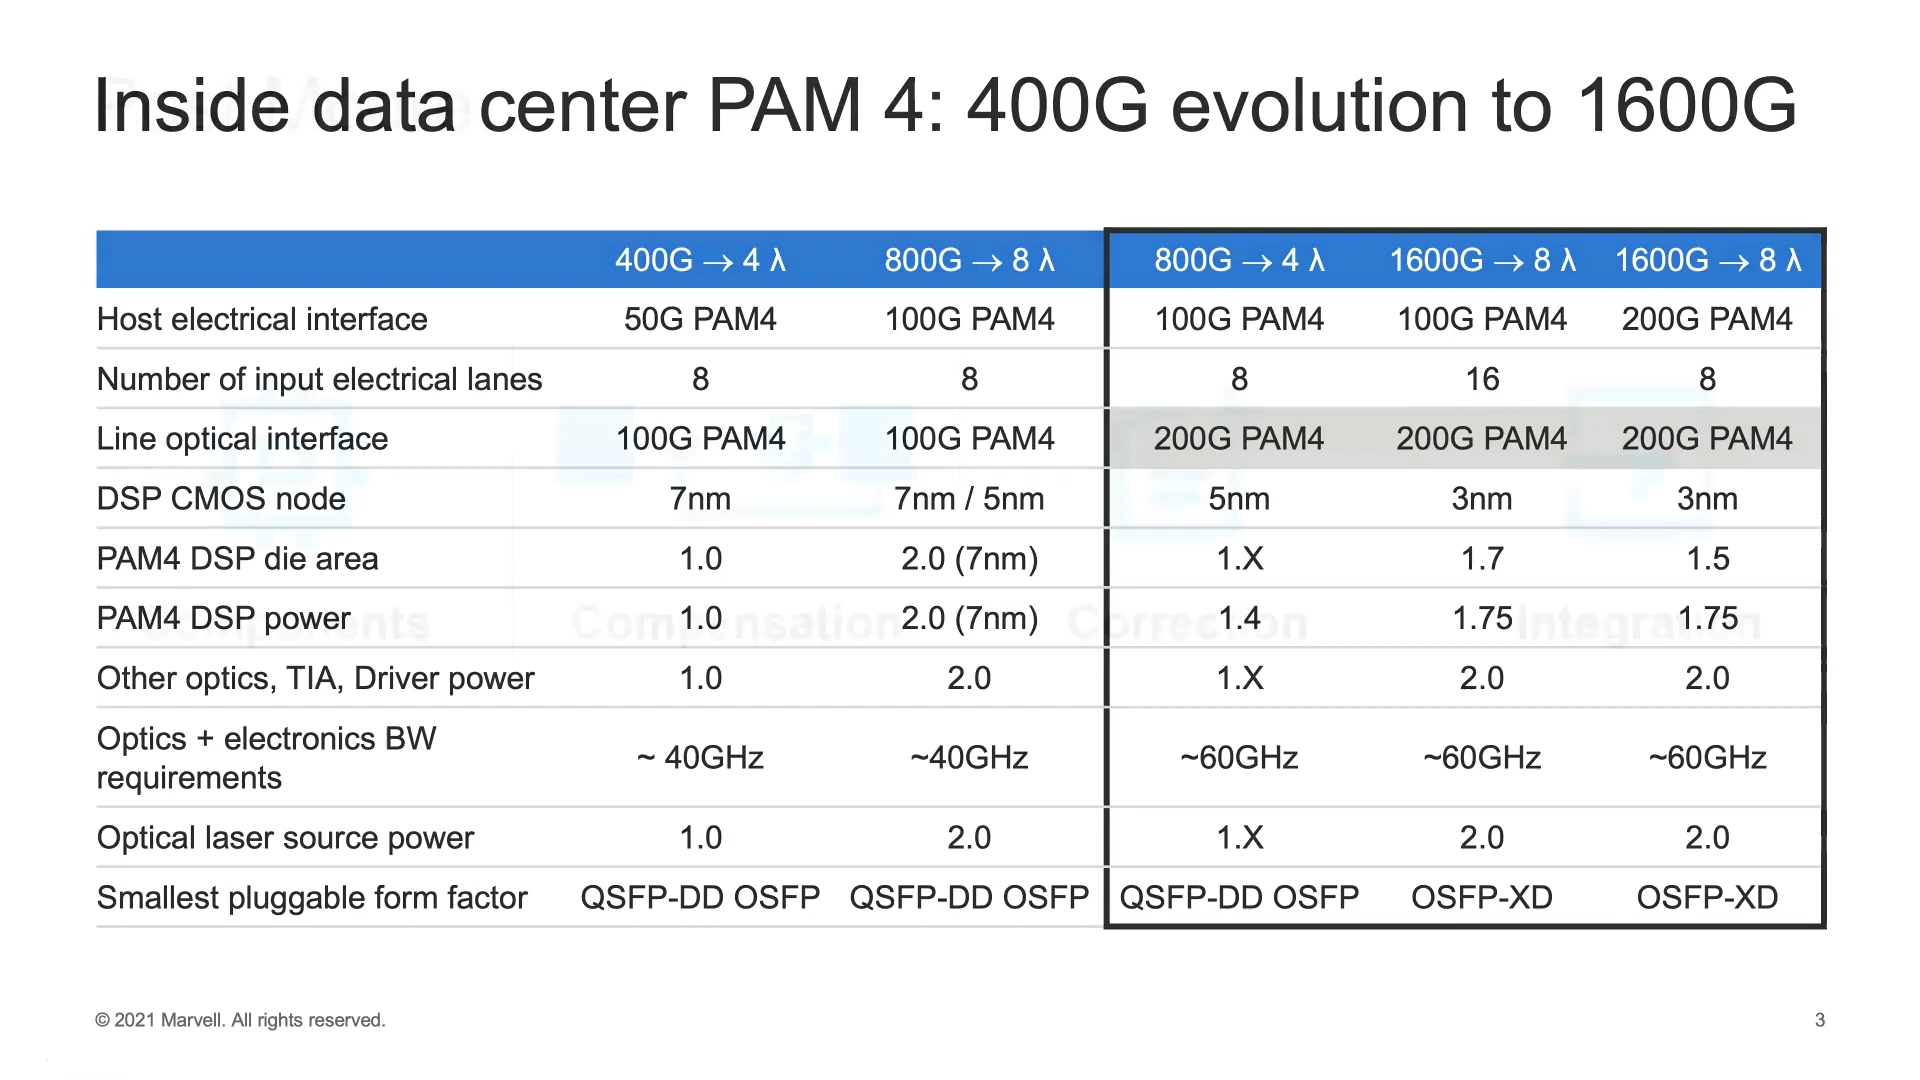 Inside data center PAM 4: 400G evolution to 1600G
400G → 4 λ 800G → 8 λ 800G → 4 λ 1600G → 8 λ 1600G → 8 λ
Host electrical interface 50G PAM4 100G PAM4 100G PAM4 100G PAM4 200G PAM4
Number of input electrical lanes 8 8 8 16 8
Line optical interface 100G PAM4 100G PAM4 200G PAM4 200G PAM4 200G PAM4
DSP CMOS node 7nm 7nm / 5nm 5nm 3nm 3nm
PAM4 DSP die area 1.0 2.0 (7nm) 1.X 1.7 1.5
PAM4 DSP power 1.0 2.0 (7nm) 1.4 1.75 1.75
Components Compensation Correction Integration
Other optics, TIA, Driver power 1.0 2.0 1.X 2.0 2.0
Optics + electronics BW
requirements ~ 40GHz ~40GHz ~60GHz ~60GHz ~60GHz
Optical laser source power 1.0 2.0 1.X 2.0 2.0
Smallest pluggable form factor QSFP-DD OSFP QSFP-DD OSFP QSFP-DD OSFP OSFP-XD OSFP-XD
© 2021 Marvell. All rights reserved. 3